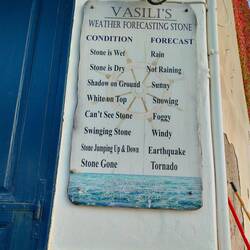 VASILI'S
WEATHER FORECASTING STONE
CONDITION FORECAST
Stone is Wet Rain
Stone is Dry Not Raining
Shadow on Ground Sunny
White on Top Snowing
Can't See Stone Foggy
Swinging Stone Windy
Stone Jumping Up & Down Earthquake
Stone Gone Tornado